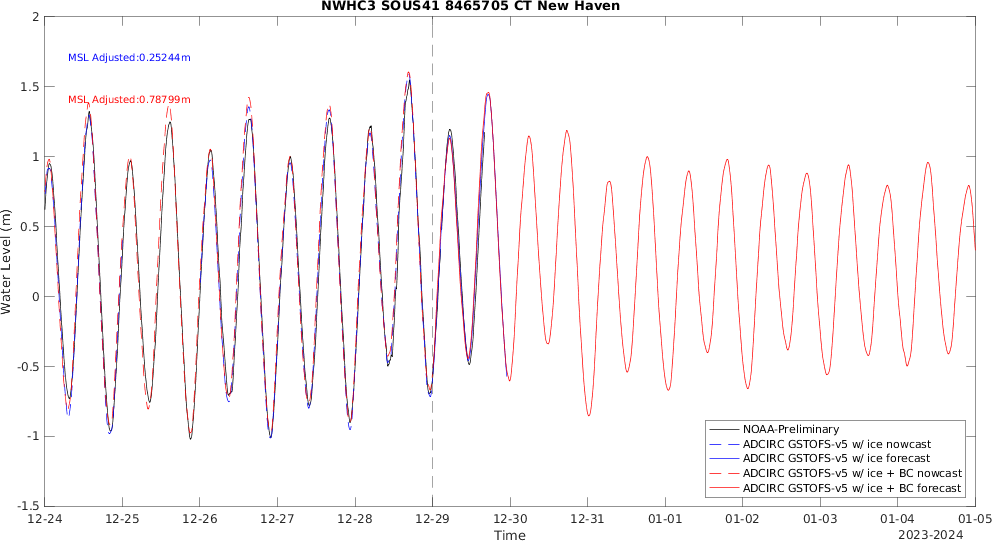 NWHC3 SOUS41 8465705 CT New Haven
2
1.5
1
0.5
0
-0.5
-1
-1.5
Water Level (m)
MSL Adjusted:0.25244m
MSL Adjusted:0.78799m
NOAA-Preliminary
ADCIRC GSTOFS-v5 w/ ice nowcast
ADCIRC GSTOFS-v5 w/ ice forecast
ADCIRC GSTOFS-v5 w/ ice + BC nowcast
ADCIRC GSTOFS-v5 w/ ice + BC forecast
12-24 12-25 12-26 12-27 12-28 12-29 12-30 12-31 01-01 01-02 01-03 01-04 01-05
Time
2023-2024